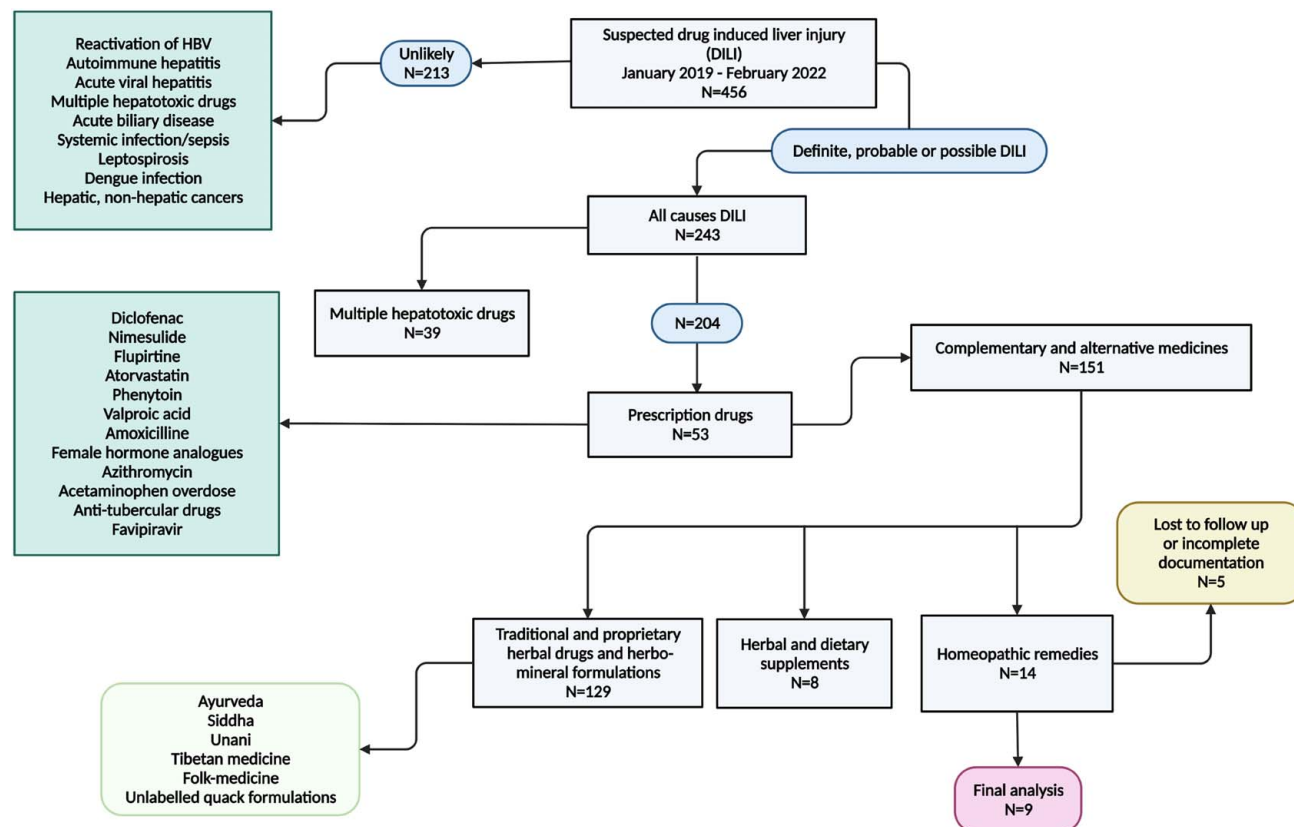 Suspected drug induced liver injury
(DILI)
January 2019 - February 2022
N=456
Unlikely
N=213
Reactivation of HBV
Autoimmune hepatitis
Acute viral hepatitis
Multiple hepatotoxic drugs
Acute biliary disease
Systemic infection/sepsis
Leptospirosis
Dengue infection
Hepatic, non-hepatic cancers
Definite, probable or possible DILI
All causes DILI
N=243
Multiple hepatotoxic drugs
N=39
N=204
Prescription drugs
N=53
Diclofenac
Nimesulide
Flupirtine
Atorvastatin
Phenytoin
Valproic acid
Amoxicilline
Female hormone analogues
Azithromycin
Acetaminophen overdose
Anti-tubercular drugs
Favipiravir
Complementary and alternative medicines
N=151
Traditional and proprietary
herbal drugs and herbo-
mineral formulations
N=129
Herbal and dietary
supplements
N=8
Homeopathic remedies
N=14
Lost to follow up
or incomplete
documentation
N=5
Ayurveda
Siddha
Unani
Tibetan medicine
Folk-medicine
Unlabelled quack formulations
Final analysis
N=9